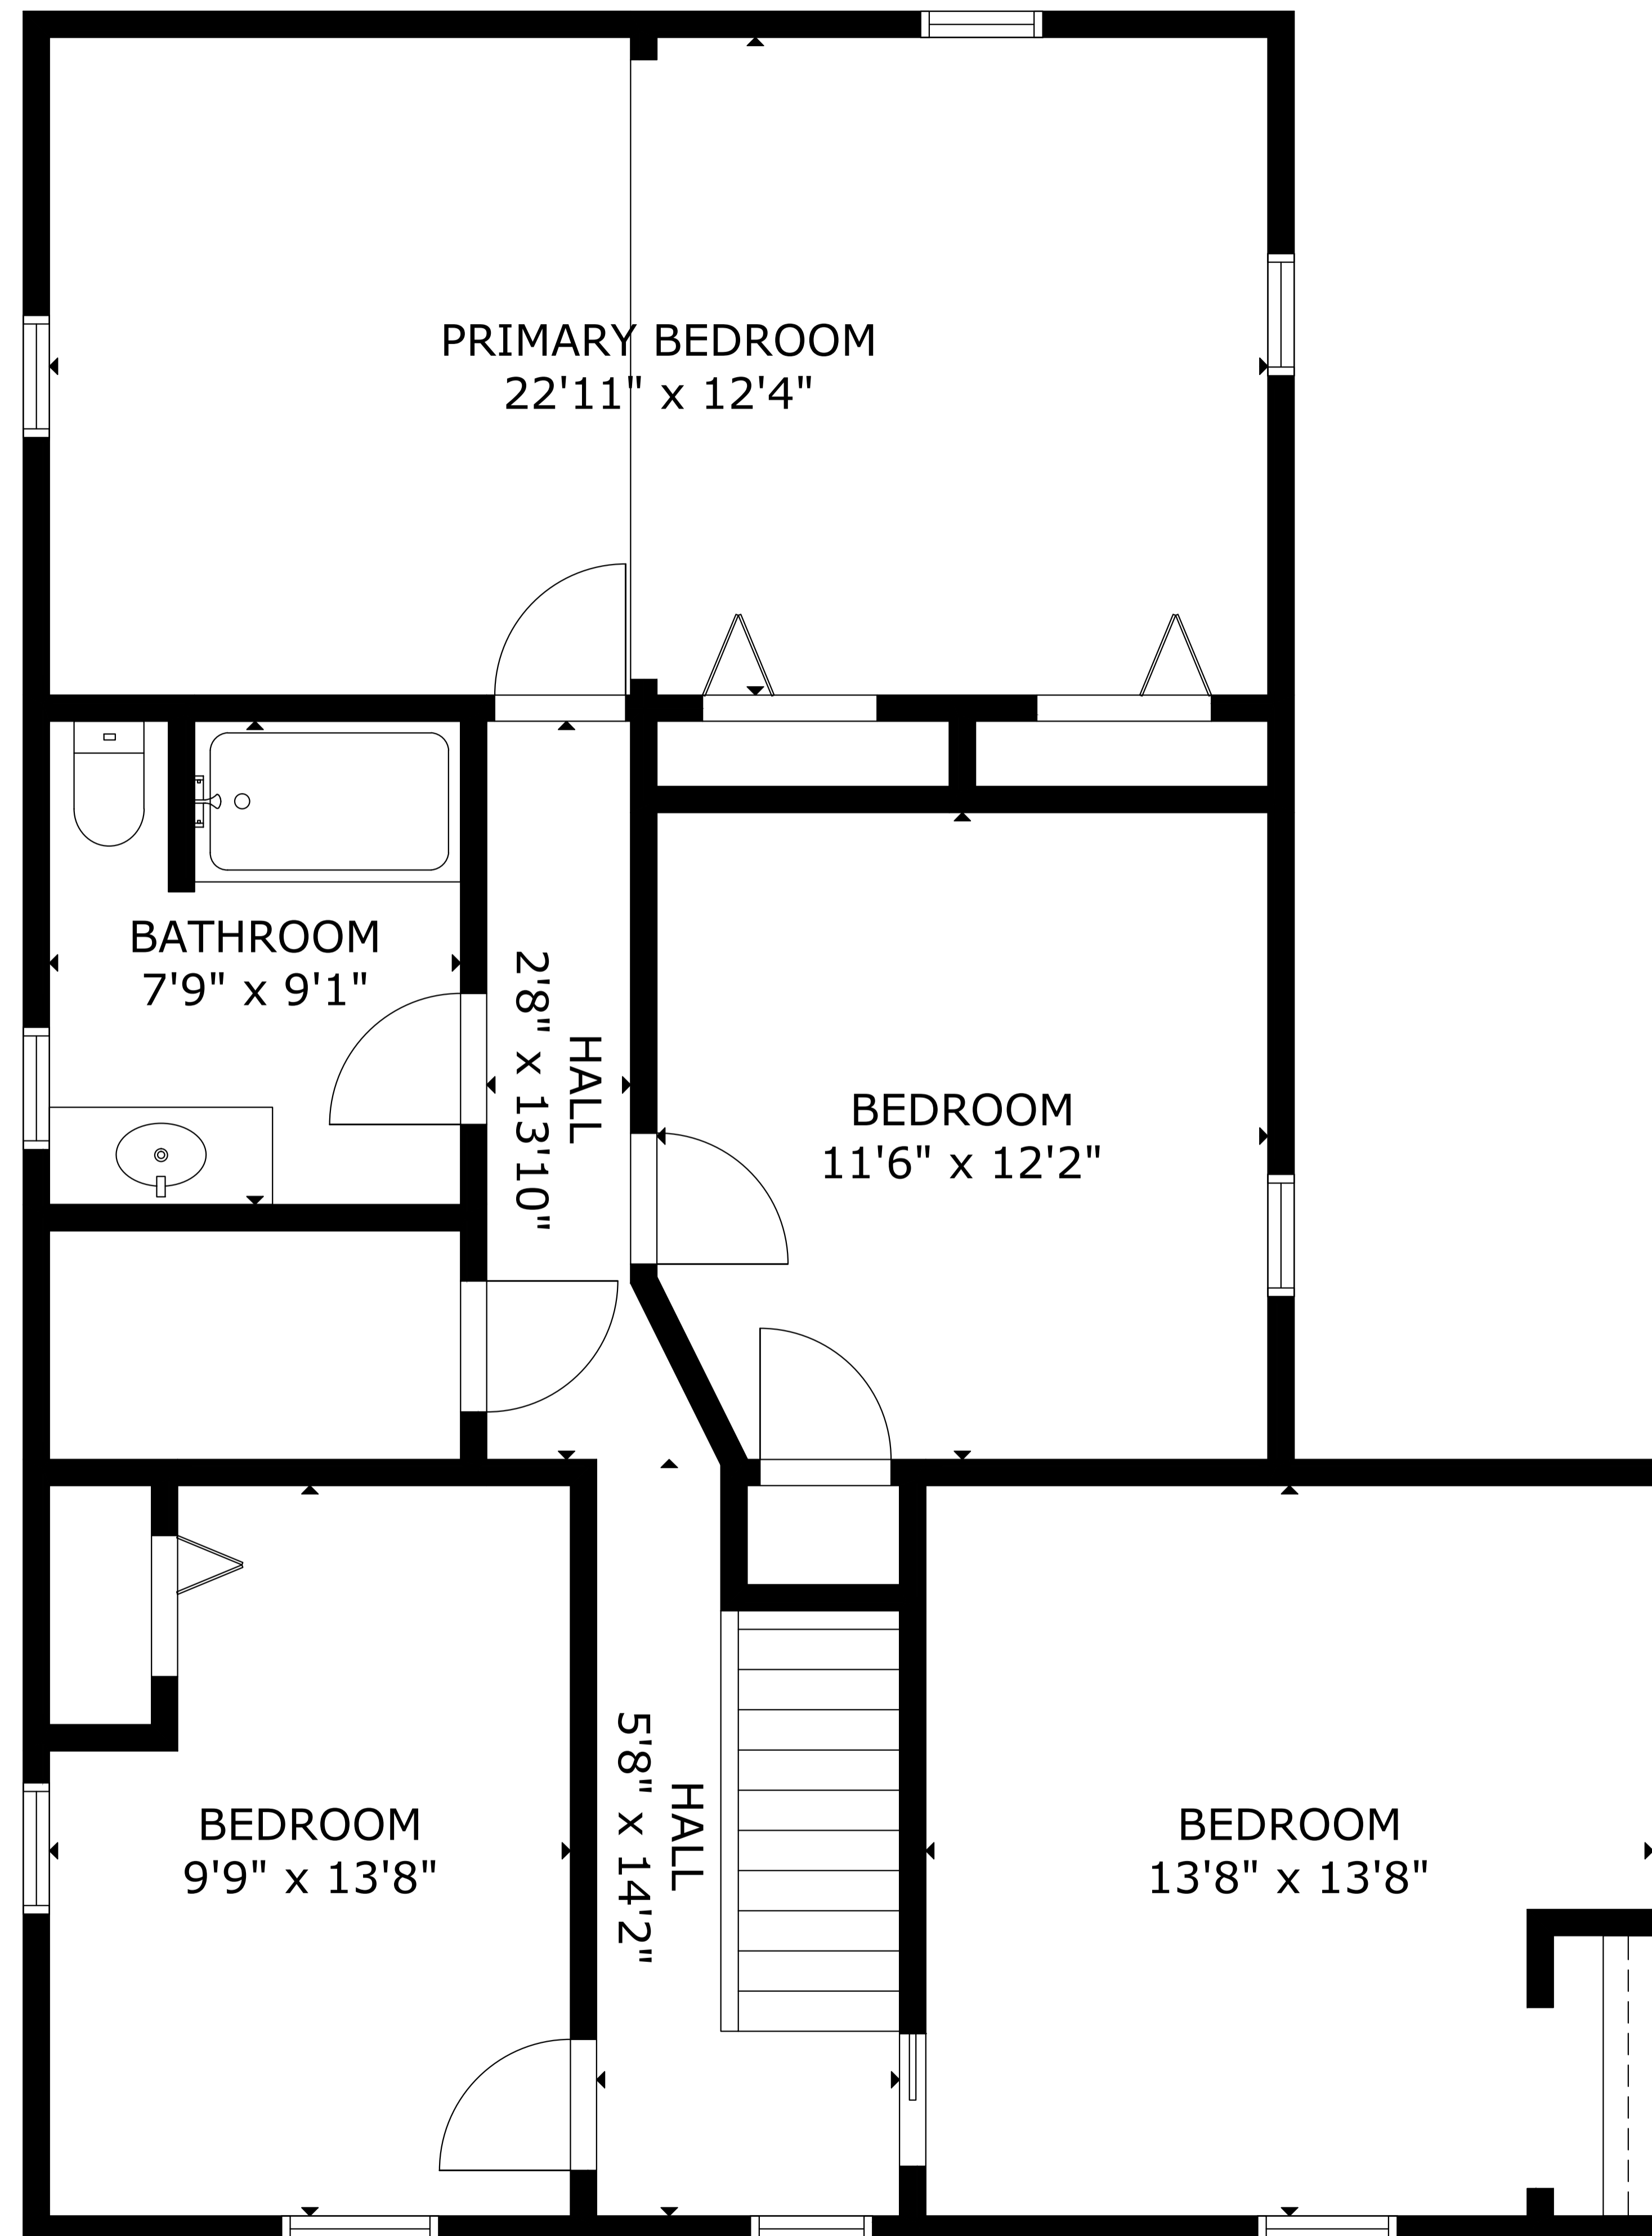 PRIMARY BEDROOM
22'11" x 12'4"
BATHROOM
7'9" x 9'1"
HALL
2'8" x 13'10"
BEDROOM
11'6" x 12'2"
BEDROOM
9'9" x 13'8"
HALL
5'8" x 14'2"
BEDROOM
13'8" x 13'8"